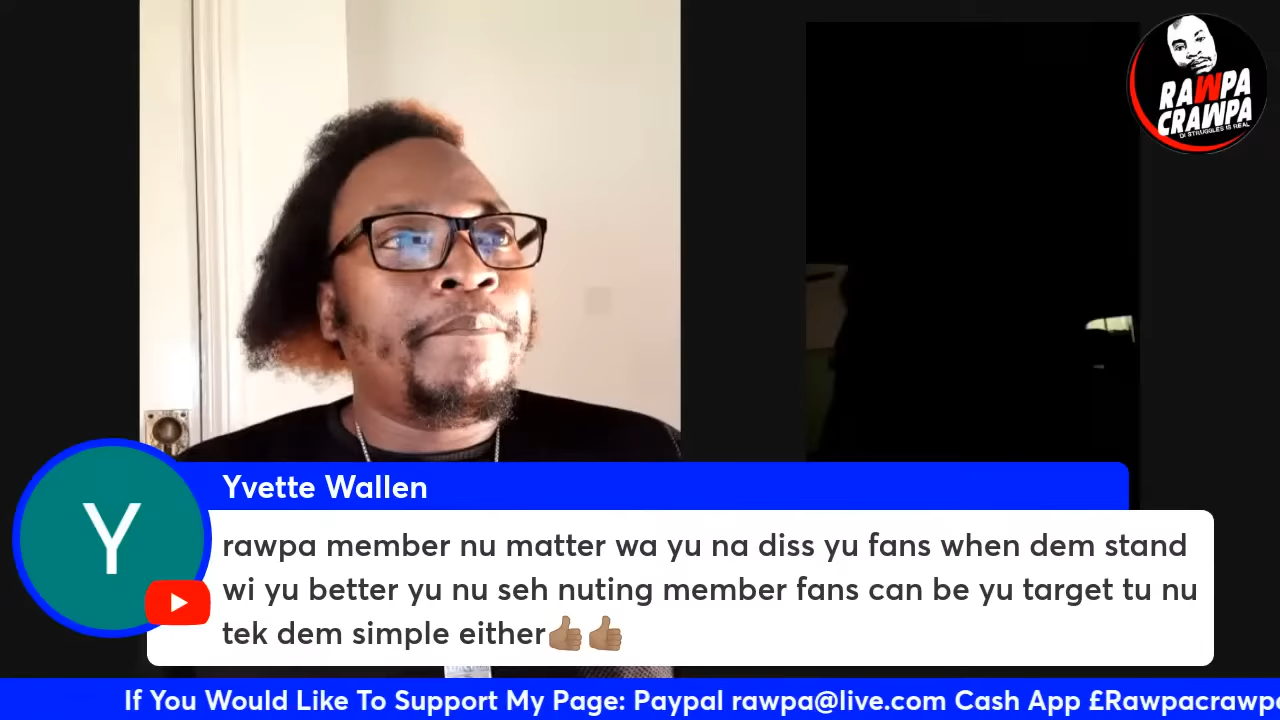 RAWPA
CRAWPA
DI STRUGGLES IS REAL
Y
Yvette Wallen
rawpa member nu matter wa yu na diss yu fans when dem stand
wi yu better yu nu seh nuting member fans can be yu target tu nu
tek dem simple either👍🏽👍🏽
If You Would Like To Support My Page: Paypal rawpa@live.com Cash App £Rawpacrawpa